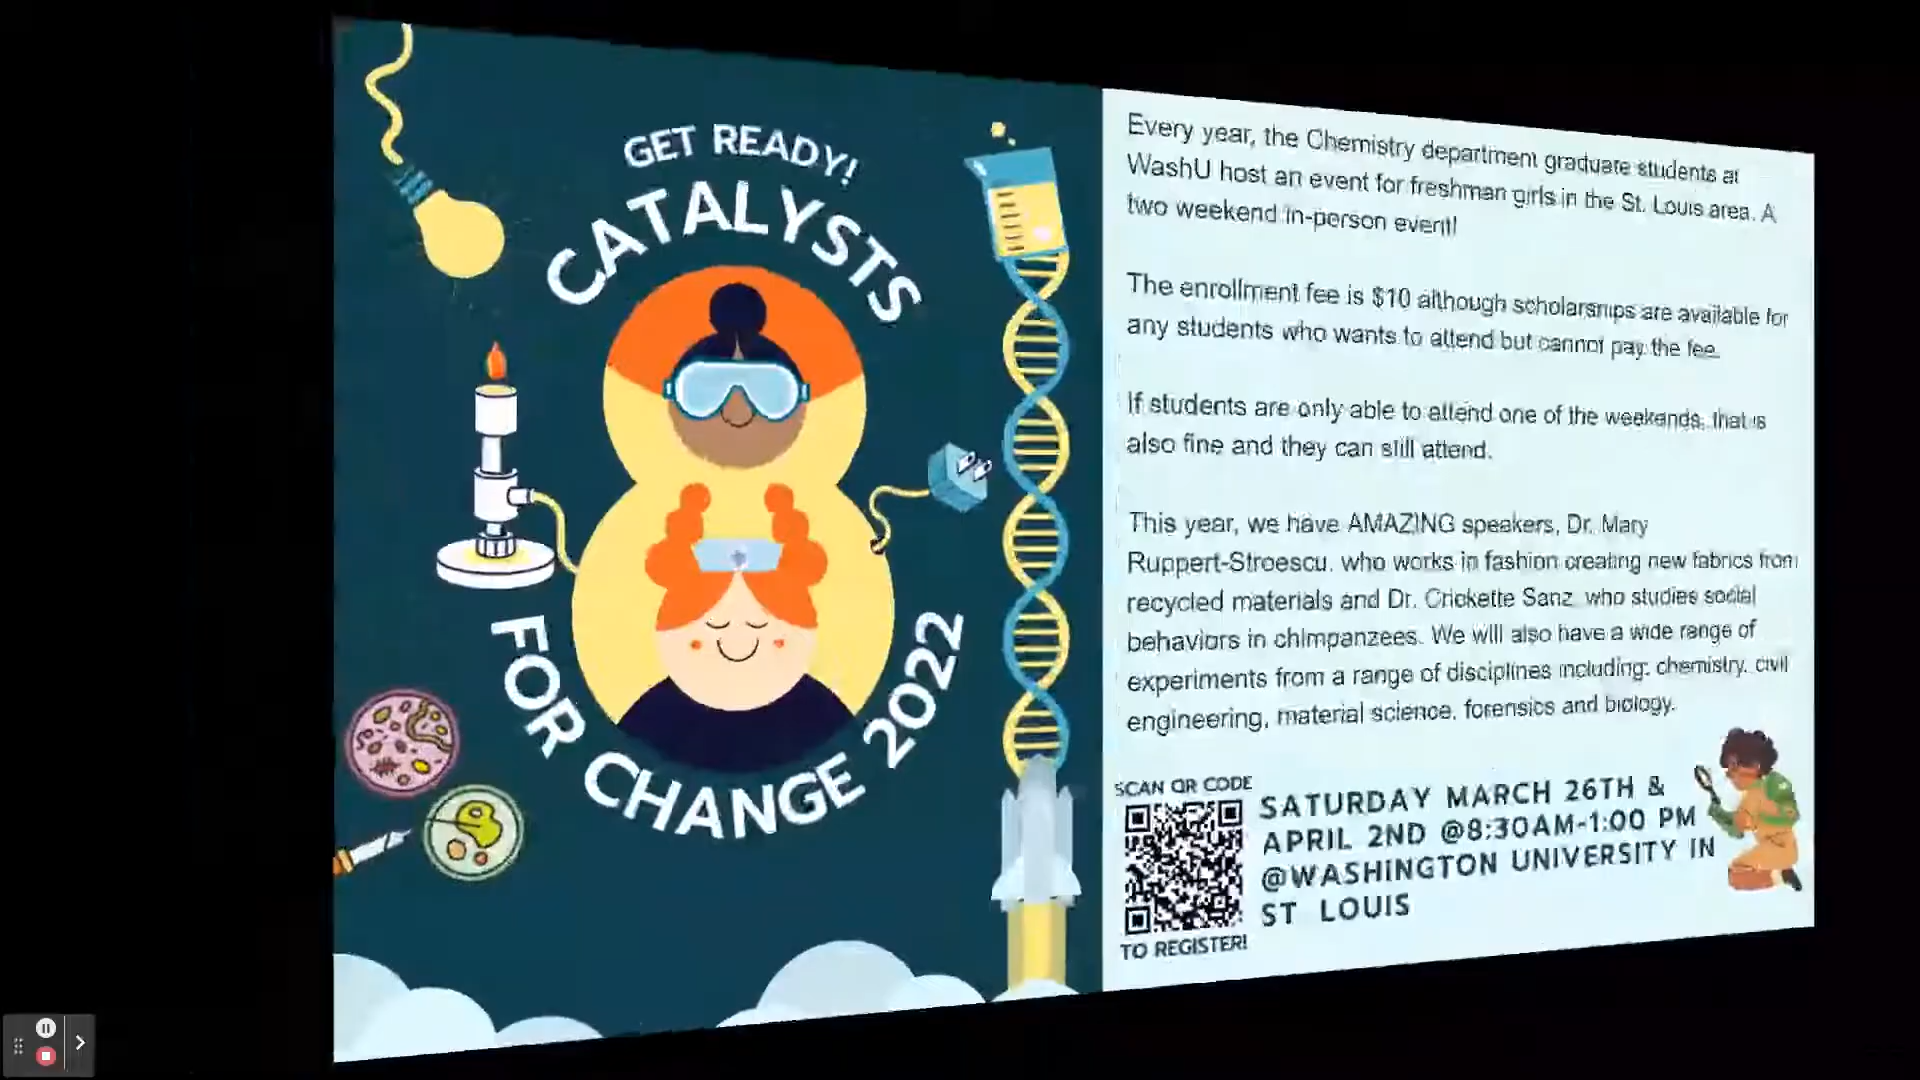 GET READY!
CATALYSTS
FOR CHANGE 2022
Every year, the Chemistry department graduate students at
WashU host an event for freshman girls in the St. Louis area. A
two weekend in-person event!
The enrollment fee is $10 although scholarships are available for
any students who wants to attend but cannot pay the fee.
If students are only able to attend one of the weekends, that is
also fine and they can still attend.
This year, we have AMAZING speakers, Dr. Mary
Ruppert-Stroescu, who works in fashion creating new fabrics from
recycled materials and Dr. Crickette Sanz, who studies social
behaviors in chimpanzees. We will also have a wide range of
experiments from a range of disciplines including: chemistry, civil
engineering, material science, forensics and biology.
SCAN QR CODE
TO REGISTER!
SATURDAY MARCH 26TH &
APRIL 2ND @8:30AM-1:00 PM
@WASHINGTON UNIVERSITY IN
ST. LOUIS